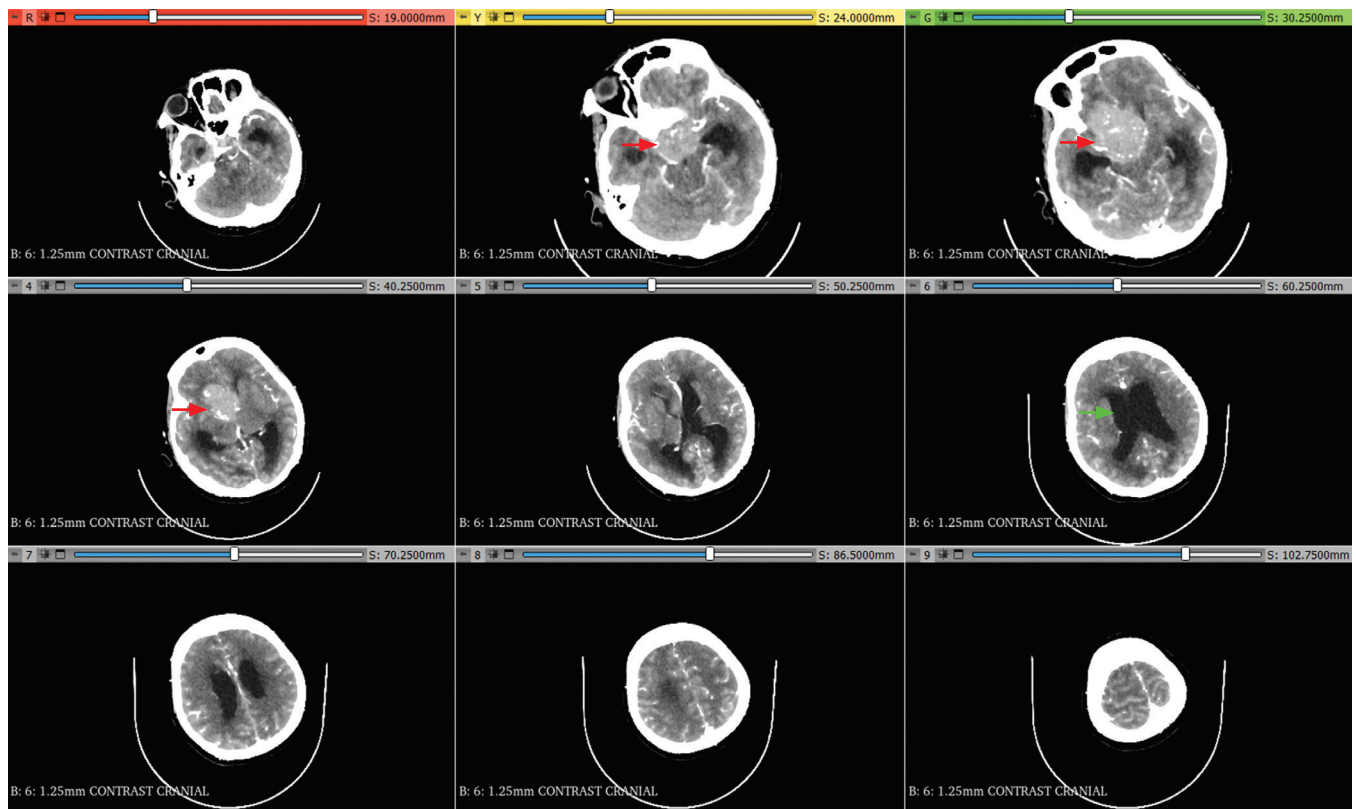 R S: 19.0000mm
Y S: 24.0000mm
G S: 30.2500mm
B: 6: 1.25mm CONTRAST CRANIAL
B: 6: 1.25mm CONTRAST CRANIAL
B: 6: 1.25mm CONTRAST CRANIAL
4 S: 40.2500mm
5 S: 50.2500mm
6 S: 60.2500mm
B: 6: 1.25mm CONTRAST CRANIAL
B: 6: 1.25mm CONTRAST CRANIAL
B: 6: 1.25mm CONTRAST CRANIAL
7 S: 70.2500mm
8 S: 86.5000mm
9 S: 102.7500mm
B: 6: 1.25mm CONTRAST CRANIAL
B: 6: 1.25mm CONTRAST CRANIAL
B: 6: 1.25mm CONTRAST CRANIAL